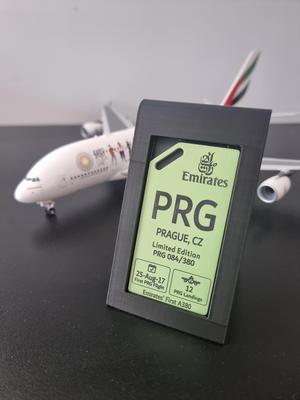 Emirates
PRG
PRAGUE, CZ
Limited Edition
PRG 084/380
25-Aug-17
First PRG Flight
12
PRG Landings
Emirates' First A380